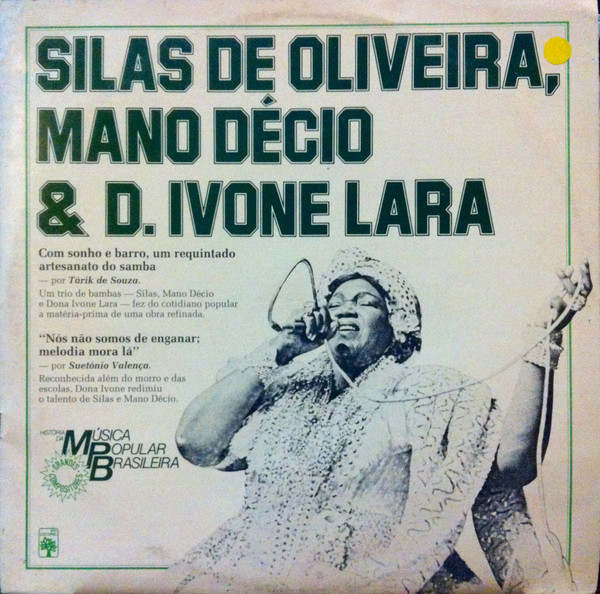 SILAS DE OLIVEIRA,
MANO DÉCIO
& D. IVONE LARA
Com sonho e barro, um requintado
artesanato do samba
— por Tárik de Souza.
Um trio de bambas — Silas, Mano Décio
e Dona Ivone Lara — fez do cotidiano popular
a matéria-prima de uma obra refinada.
“Nós não somos de enganar;
melodia mora lá”
— por Suetônio Valença.
Reconhecida além do morro e das
escolas, Dona Ivone redimiu
o talento de Silas e Mano Décio.
HISTÓRIA
DA
MÚSICA
POPULAR
BRASILEIRA
GRANDES
COMPOSITORES